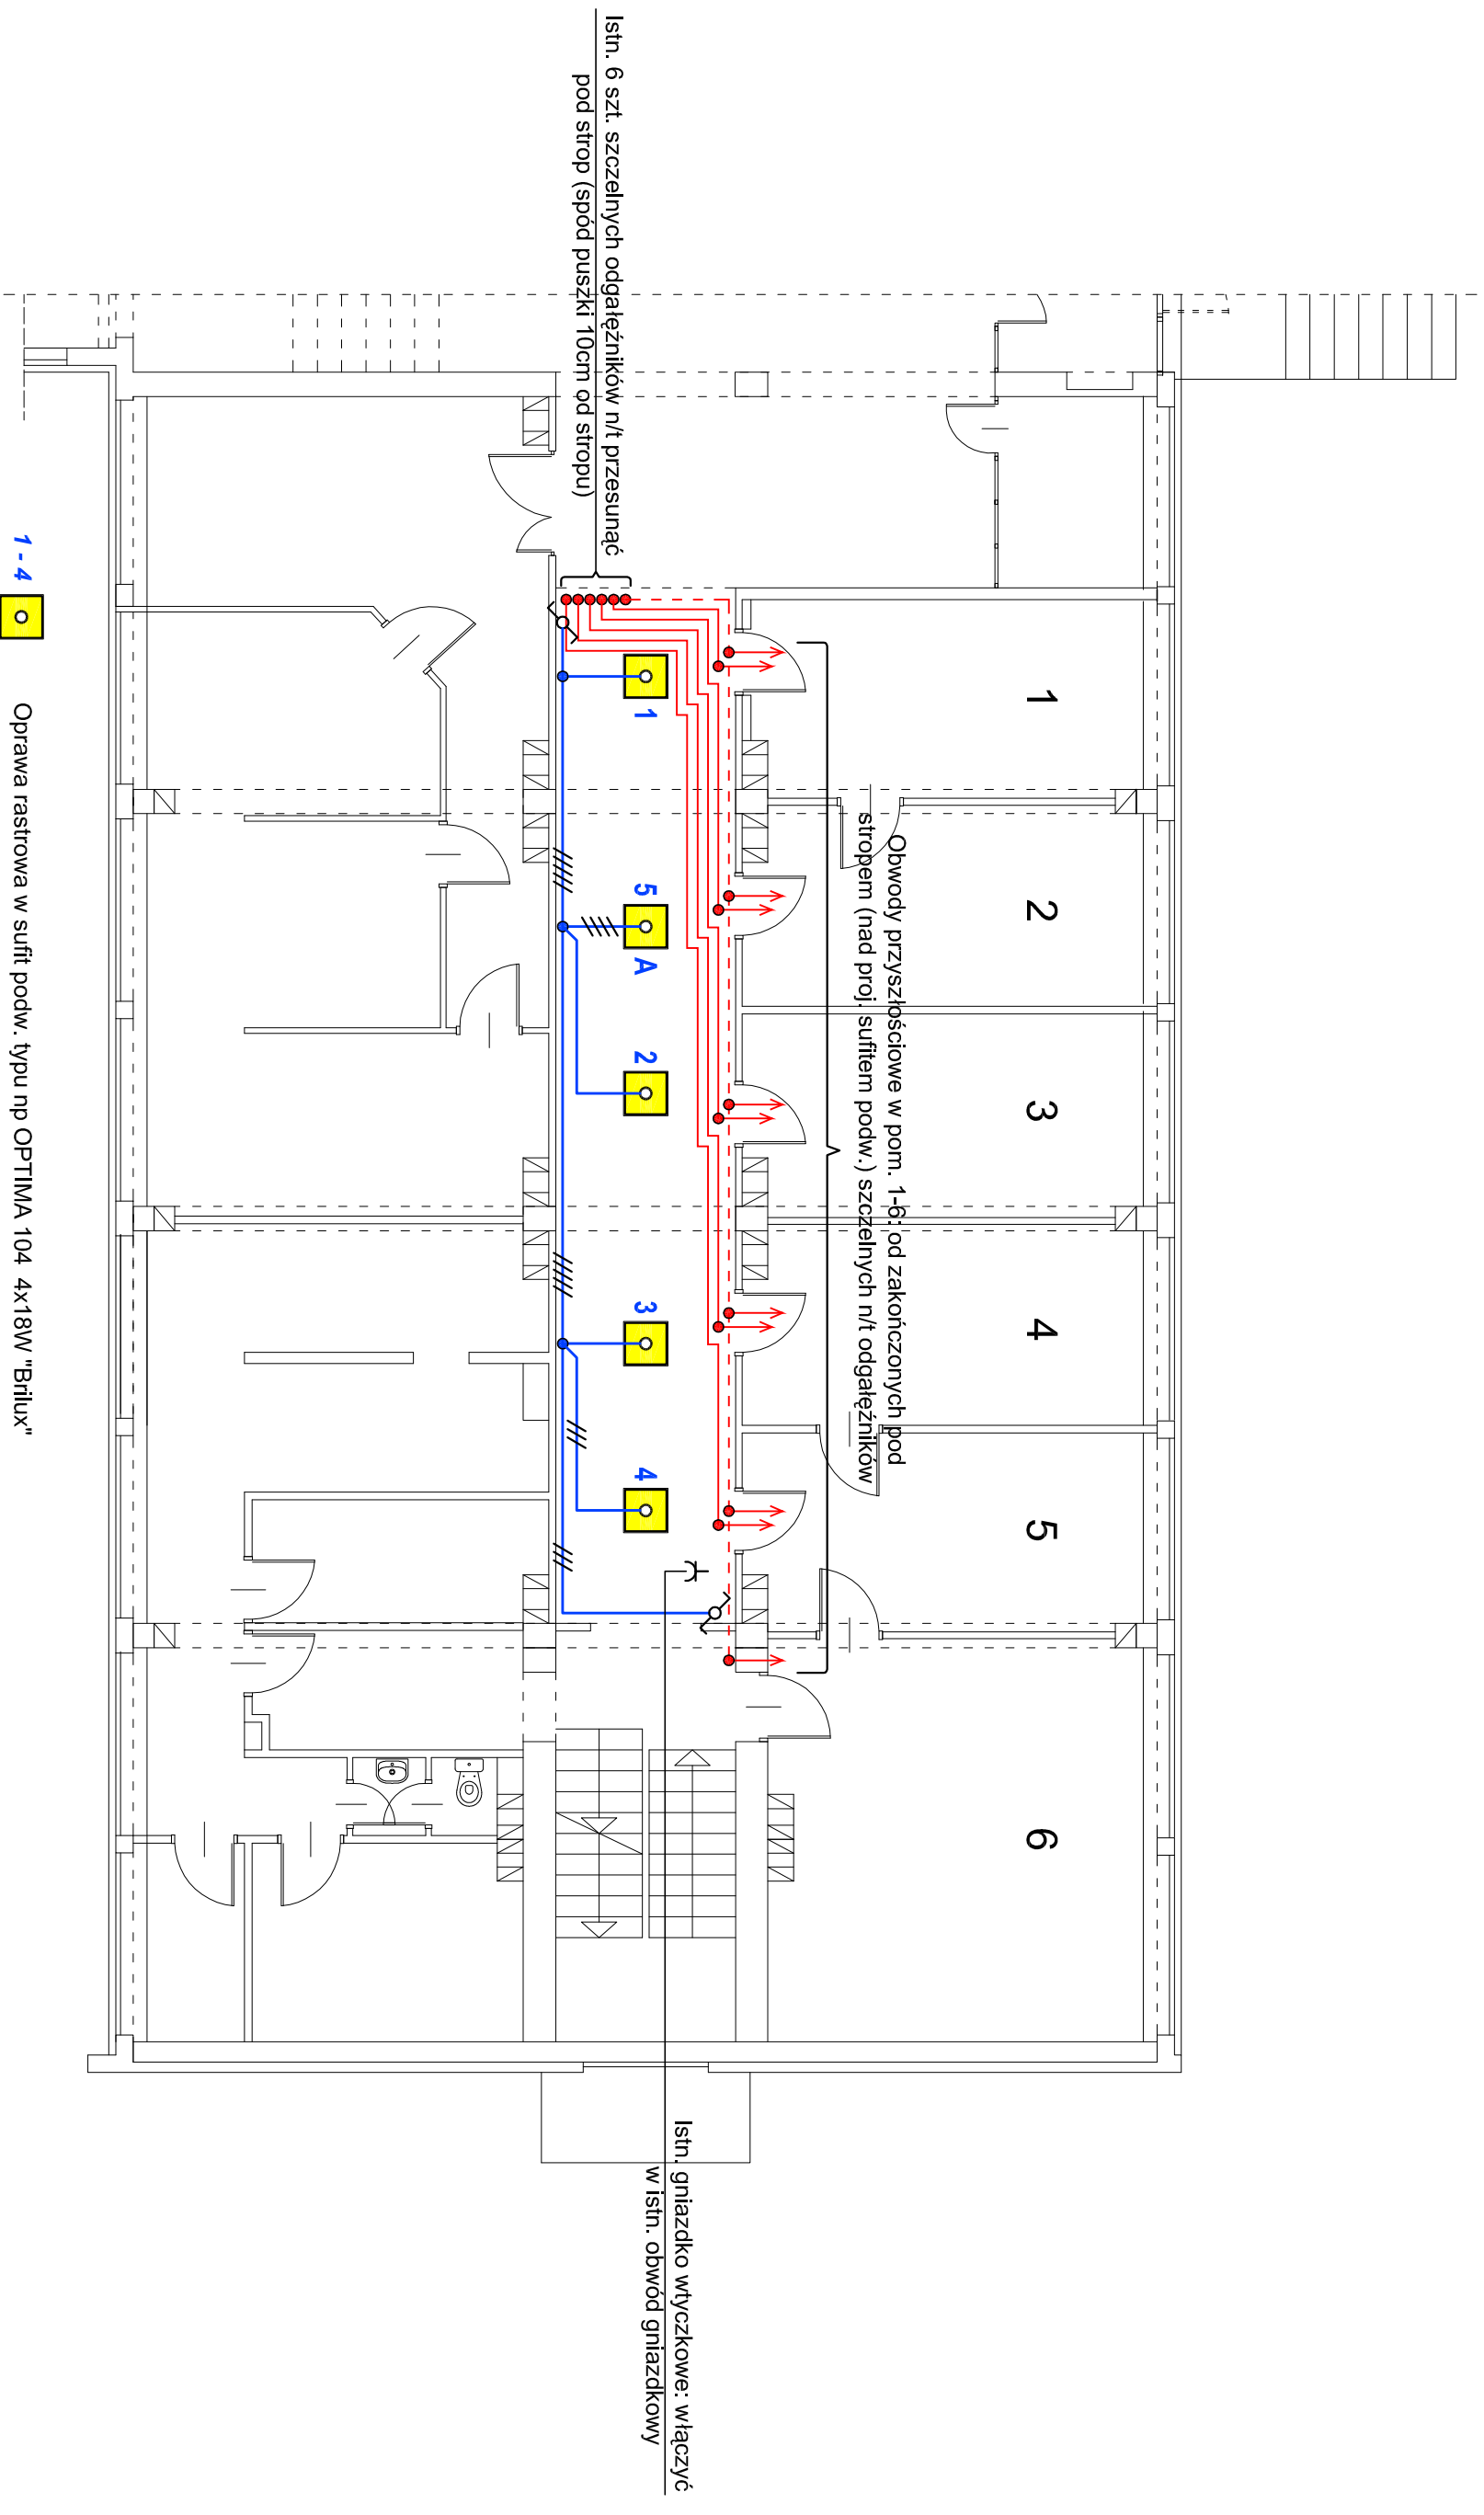 Istn. 6 szt. szczelnych odgałęźników n/t przesunąć
pod strop (spód puszki 10cm od stropu)
1
2
3
4
5
6
Obwody przyszłościowe w pom. 1-6: od zakończonych pod
stropem (nad proj. sufitem podw.) szczelnych n/t odgałęźników
1
5
A
2
3
4
Istn. gniazdko wtyczkowe: włączyć
w istn. obwód gniazdkowy
1 - 4
Oprawa rastrowa w sufit podw. typu np OPTIMA 104 4x18W "Brilux"